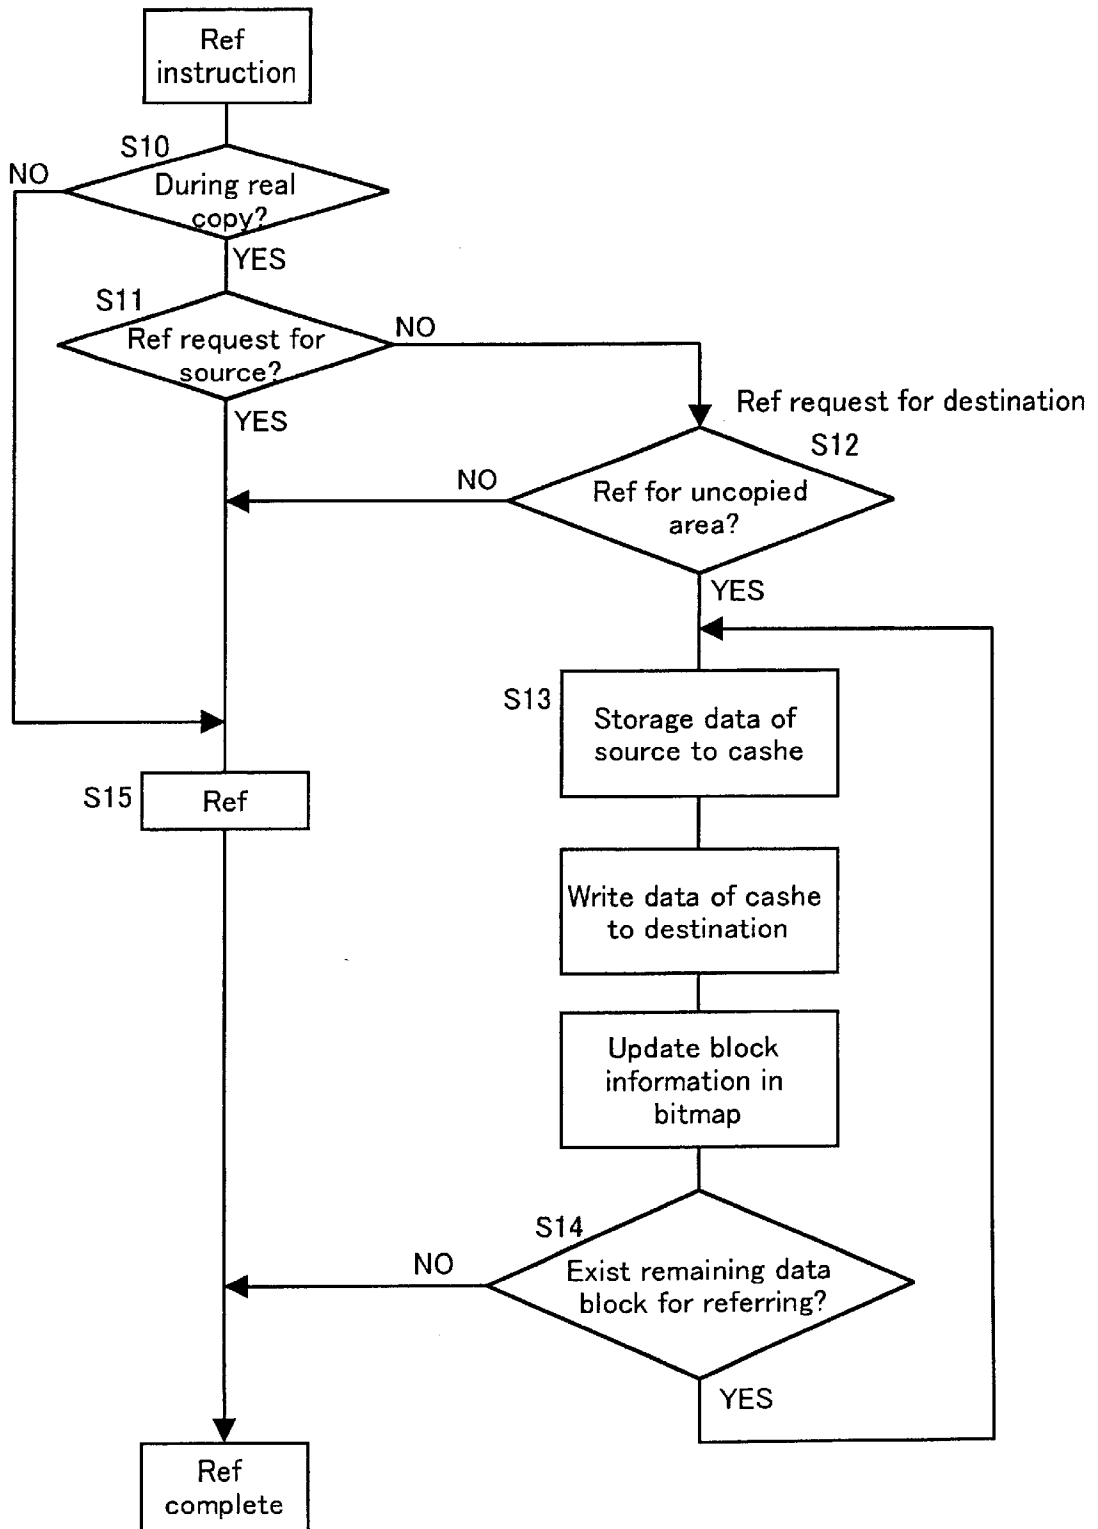 Ref
instruction
S10
NO
During real
copy?
YES
S11
Ref request for
source?
NO
YES
Ref request for destination
S12
NO
Ref for uncopied
area?
YES
S13
Storage data of
source to cashe
S15
Ref
Write data of cashe
to destination
Update block
information in
bitmap
S14
NO
Exist remaining data
block for referring?
YES
Ref
complete